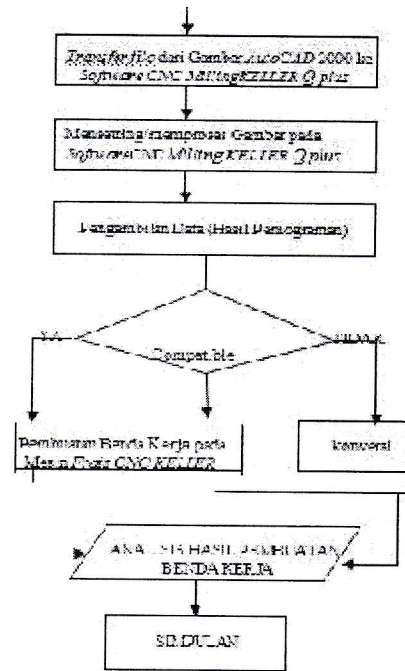 Transfer file dari Gambar AutoCAD 2000 ke
Software CNC Milling KELLER Q plus
Mensetting/memproses Gambar pada
Software CNC Milling KELLER Q plus
Pengambilan Data (Hasil Pemrograman)
YA
TIDAK
Compatible
Pembuatan Benda Kerja pada
Mesin Frais CNC KELLER
konversi
ANALISIS HASIL PEMBUATAN
BENDA KERJA
SIMPULAN